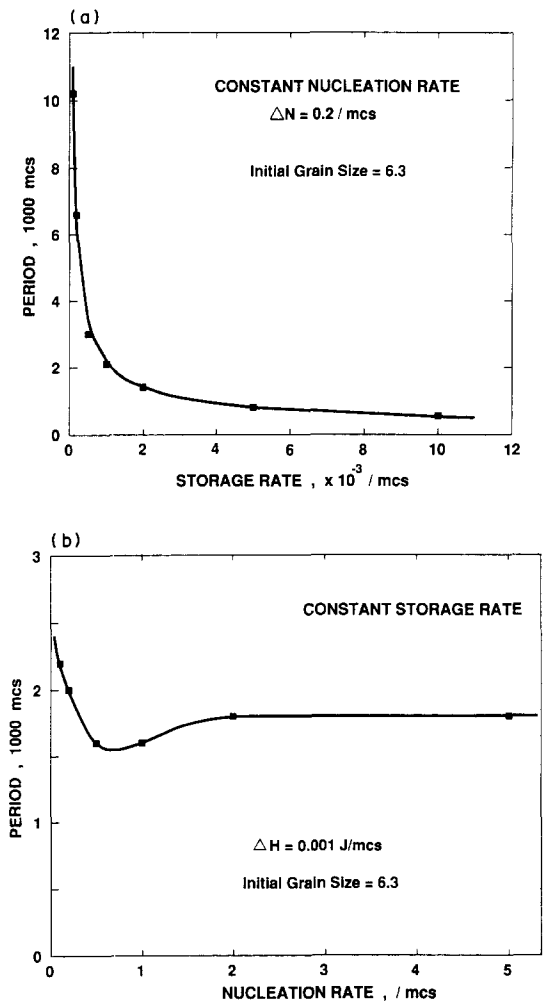 (a)
CONSTANT NUCLEATION RATE
△N = 0.2 / mcs
Initial Grain Size = 6.3
PERIOD , 1000 mcs
12
10
8
6
4
2
0
0 2 4 6 8 10 12
STORAGE RATE , x 10⁻³ / mcs
(b)
CONSTANT STORAGE RATE
PERIOD , 1000 mcs
3
2
1
0
△H = 0.001 J/mcs
Initial Grain Size = 6.3
0 1 2 3 4 5
NUCLEATION RATE , / mcs